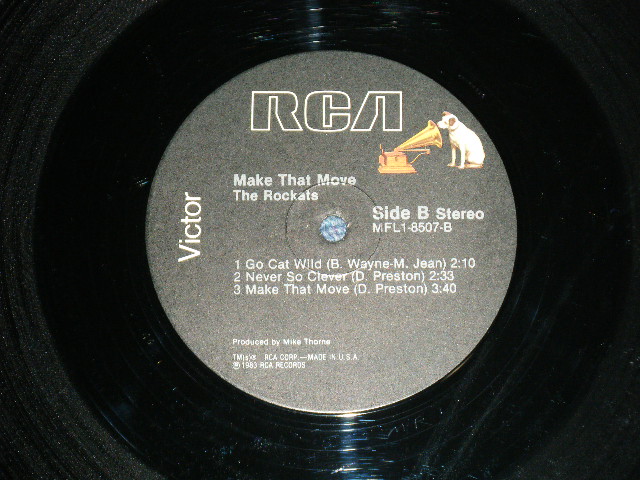 RCA
Victor
Make That Move
The Rockats
Side B Stereo
MFL1-8507-B
1 Go Cat Wild (B. Wayne-M. Jean) 2:10
2 Never So Clever (D. Preston) 2:33
3 Make That Move (D. Preston) 3:40
Produced by Mike Thorne
TM(s)® RCA CORP.—MADE IN U.S.A.
℗ 1983 RCA RECORDS